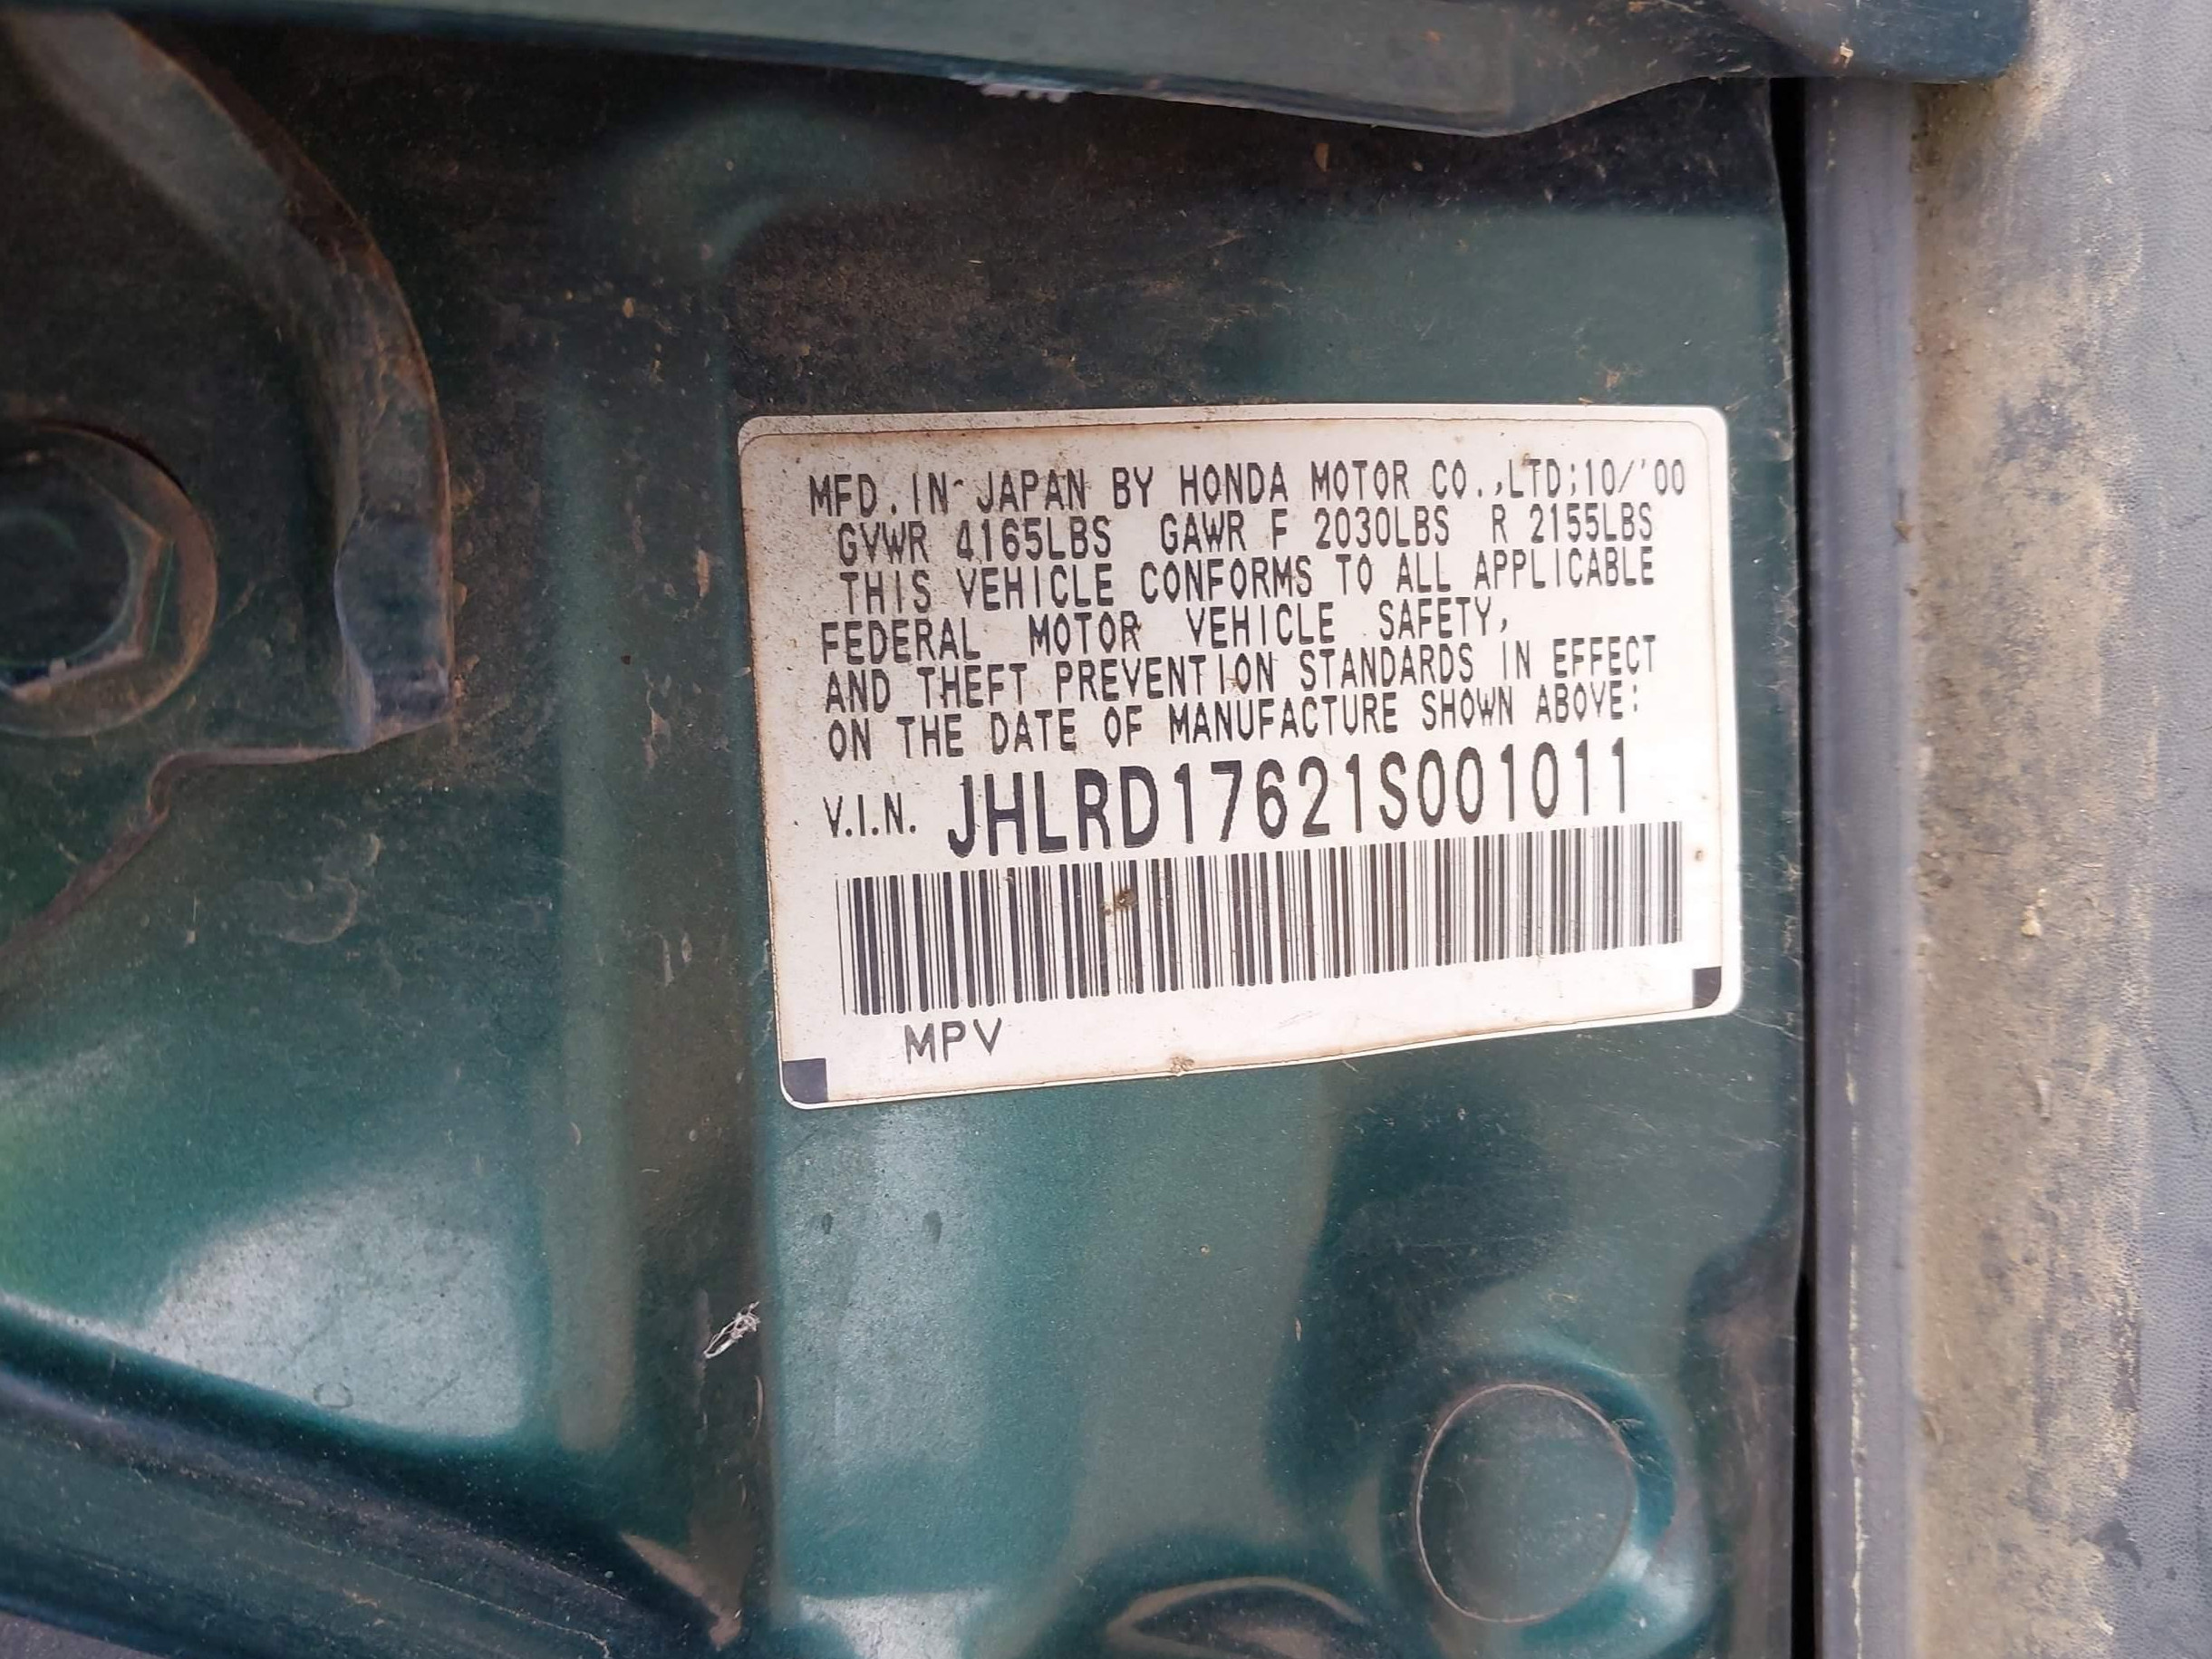 MFD. IN JAPAN BY HONDA MOTOR CO.,LTD;10/'00
GVWR 4165LBS GAWR F 2030LBS R 2155LBS
THIS VEHICLE CONFORMS TO ALL APPLICABLE
FEDERAL MOTOR VEHICLE SAFETY,
AND THEFT PREVENTION STANDARDS IN EFFECT
ON THE DATE OF MANUFACTURE SHOWN ABOVE:
V.I.N. JHLRD17621S001011
MPV